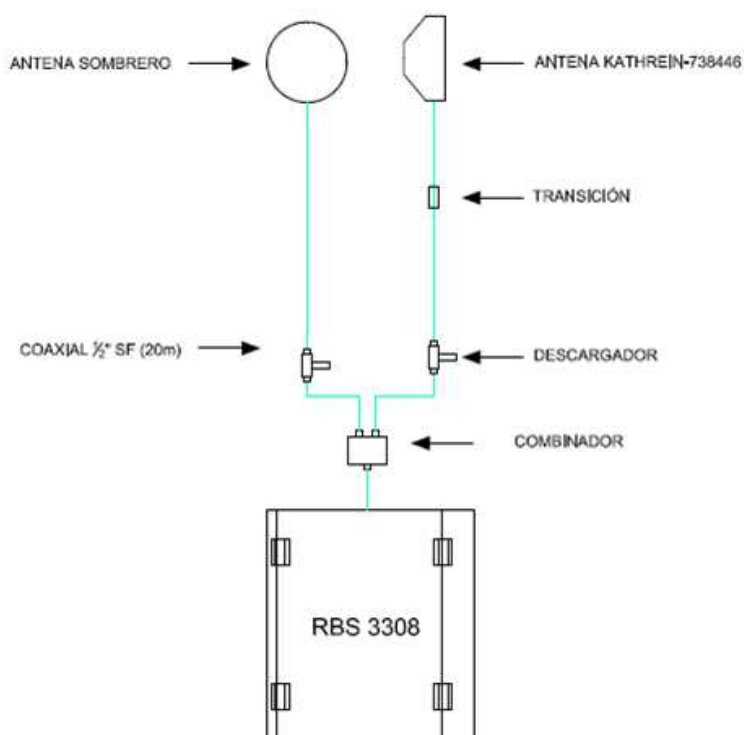 ANTENA SOMBRERO
ANTENA KATHREIN-738446
TRANSICIÓN
COAXIAL ½" SF (20m)
DESCARGADOR
COMBINADOR
RBS 3308